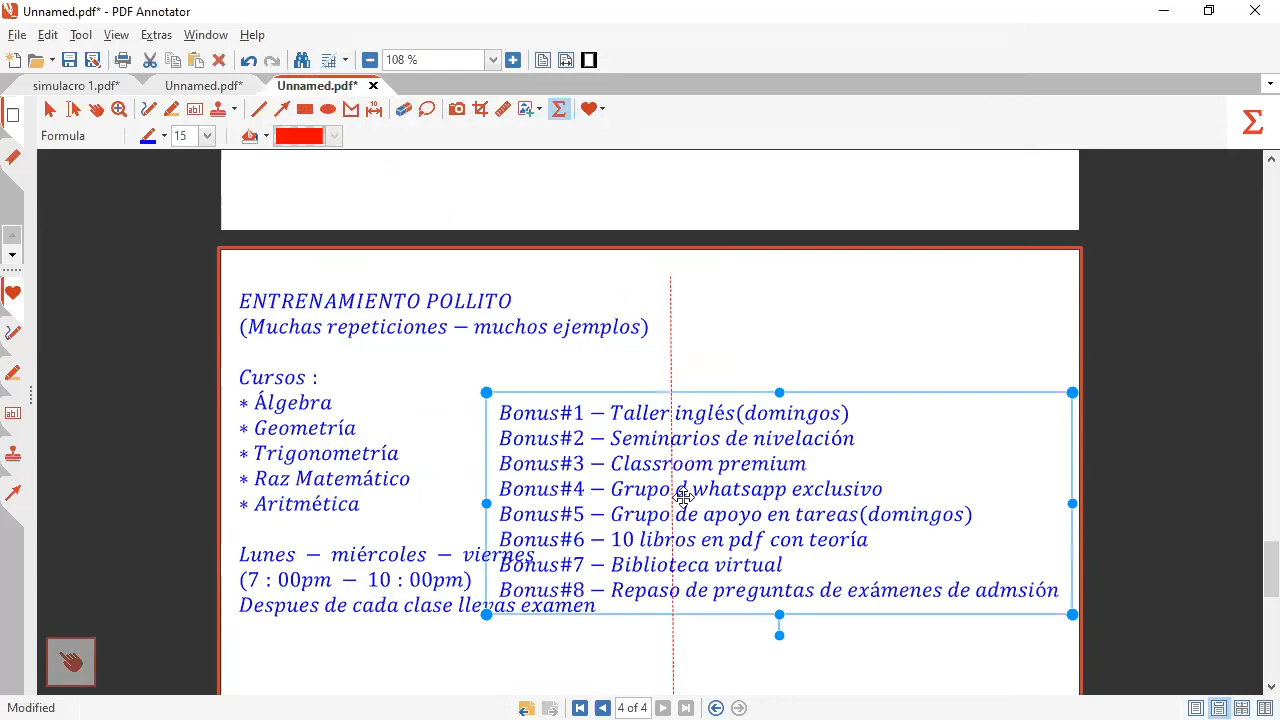 Unnamed.pdf* - PDF Annotator
File Edit Tool View Extras Window Help
108 %
simulacro 1.pdf* Unnamed.pdf* Unnamed.pdf*
Formula 15
ENTRENAMIENTO POLLITO
(Muchas repeticiones − muchos ejemplos)
Cursos :
* Álgebra
* Geometría
* Trigonometría
* Raz Matemático
* Aritmética
Lunes − miércoles − viernes
(7 : 00pm − 10 : 00pm)
Despues de cada clase llevas examen
Bonus#1 − Taller inglés(domingos)
Bonus#2 − Seminarios de nivelación
Bonus#3 − Classroom premium
Bonus#4 − Grupo d whatsapp exclusivo
Bonus#5 − Grupo de apoyo en tareas(domingos)
Bonus#6 − 10 libros en pdf con teoría
Bonus#7 − Biblioteca virtual
Bonus#8 − Repaso de preguntas de exámenes de admsión
Modified 4 of 4